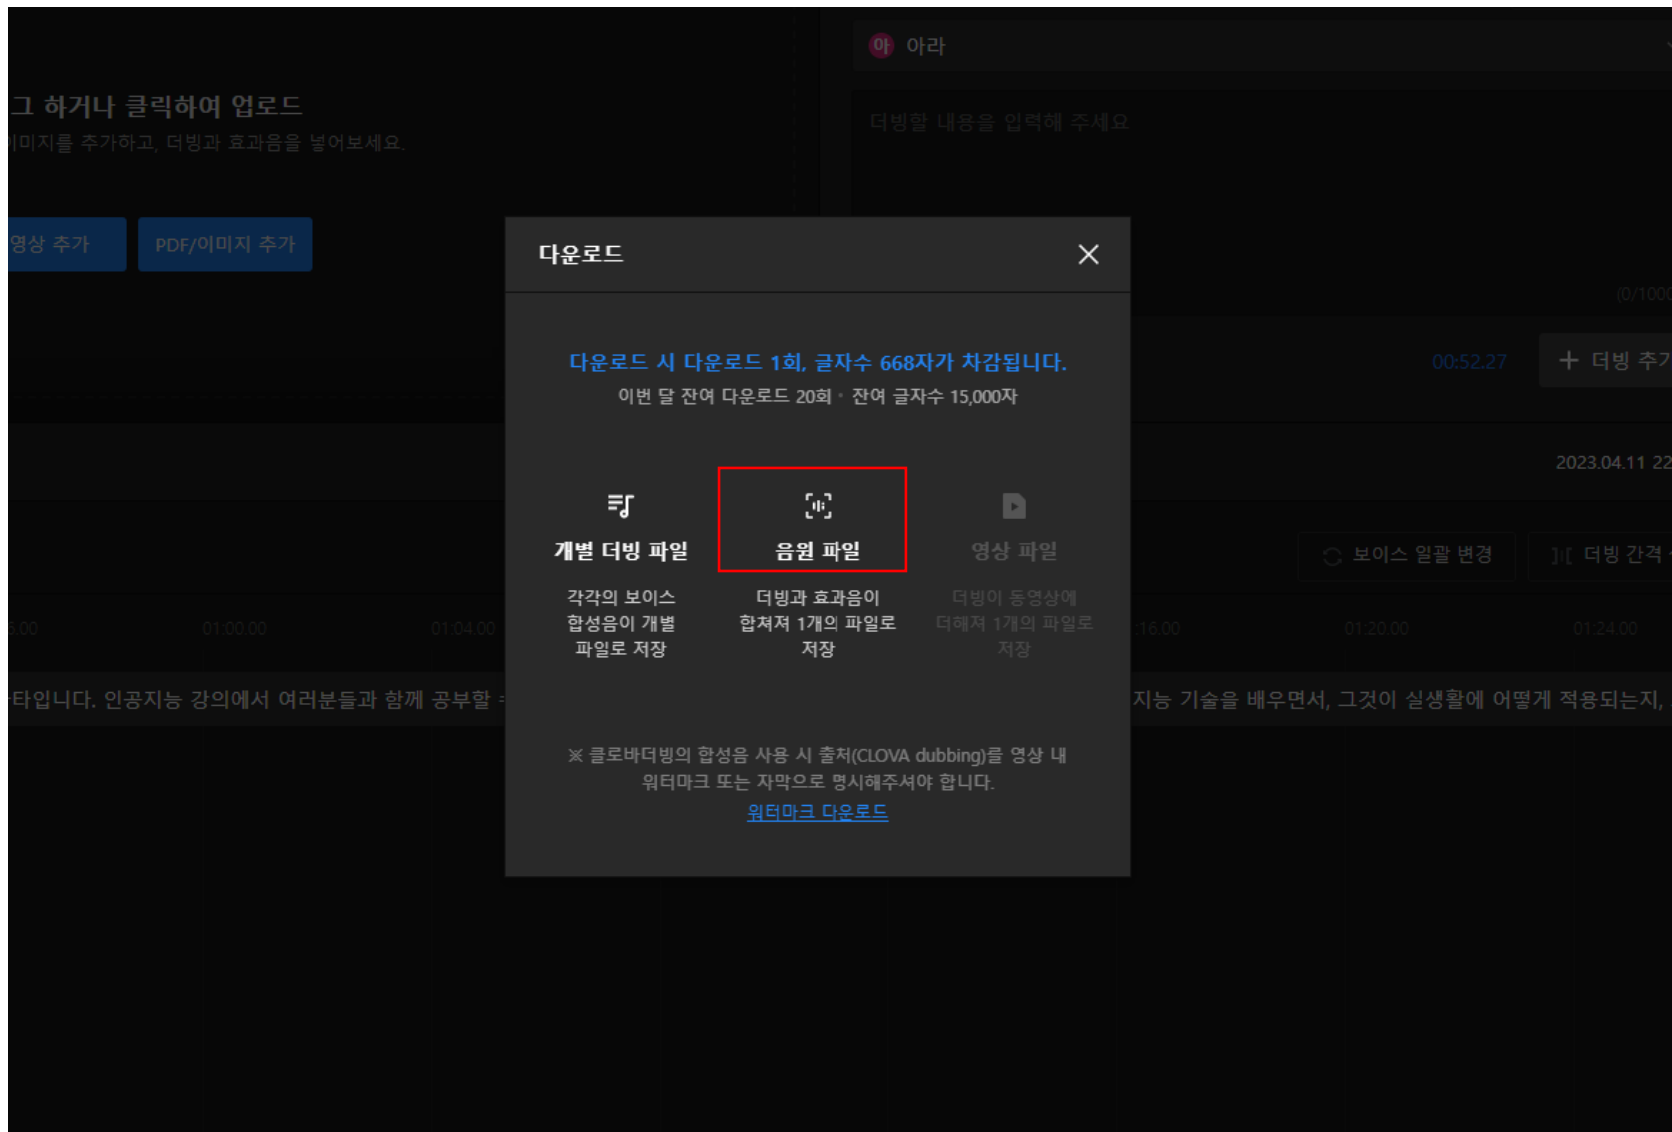 아 아라
그 하거나 클릭하여 업로드
이미지를 추가하고, 더빙과 효과음을 넣어보세요.
더빙할 내용을 입력해 주세요
영상 추가
PDF/이미지 추가
(0/1000
00:52.27
+ 더빙 추가
2023.04.11 22
보이스 일괄 변경
더빙 간격
01:00.00
01:04.00
:16.00
01:20.00
01:24.00
타입니다. 인공지능 강의에서 여러분들과 함께 공부할
지능 기술을 배우면서, 그것이 실생활에 어떻게 적용되는지,
다운로드
다운로드 시 다운로드 1회, 글자수 668자가 차감됩니다.
이번 달 잔여 다운로드 20회 · 잔여 글자수 15,000자
개별 더빙 파일
각각의 보이스
합성음이 개별
파일로 저장
음원 파일
더빙과 효과음이
합쳐져 1개의 파일로
저장
영상 파일
더빙이 동영상에
더해져 1개의 파일로
저장
※ 클로바더빙의 합성음 사용 시 출처(CLOVA dubbing)를 영상 내
워터마크 또는 자막으로 명시해주셔야 합니다.
워터마크 다운로드